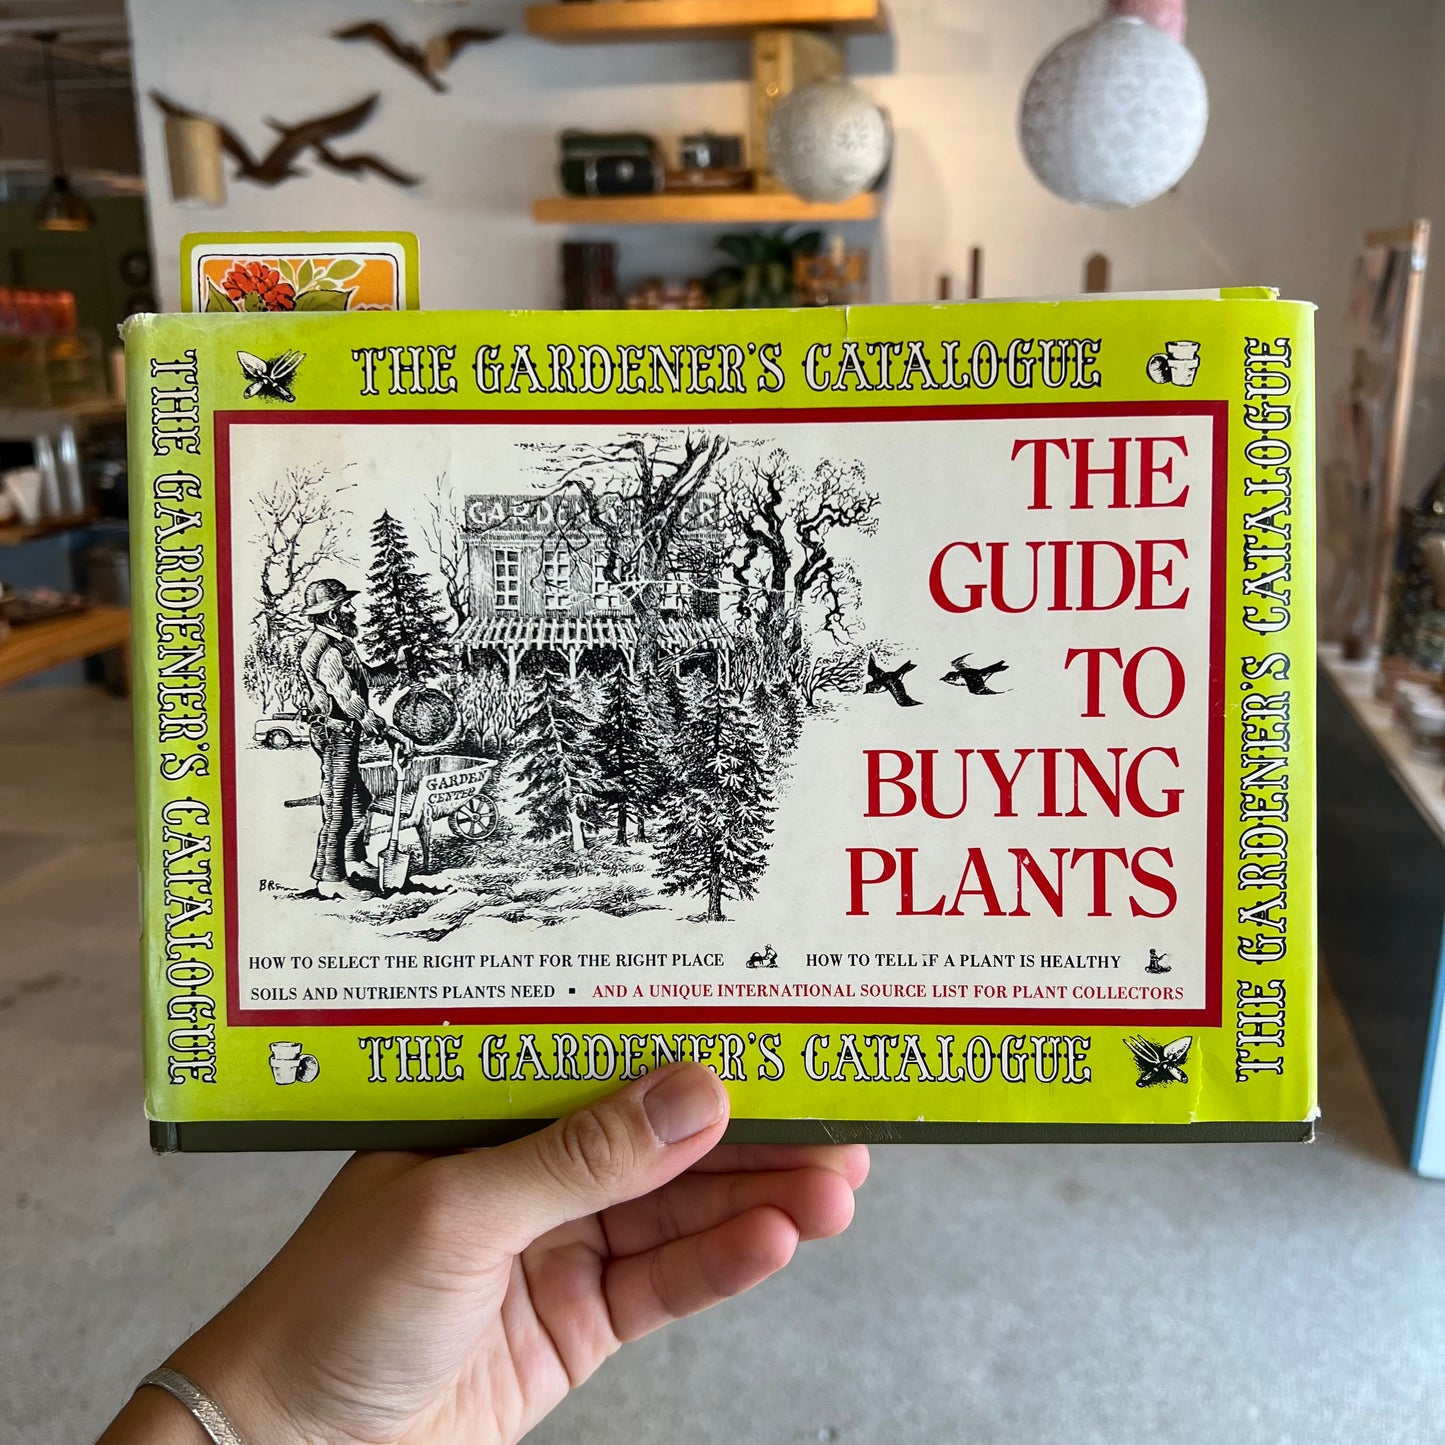 THE GARDENER'S CATALOGUE
THE GARDENER'S CATALOGUE
THE GARDENER'S CATALOGUE
GARDEN CENTER
THE
GUIDE
TO
BUYING
PLANTS
GARDEN
CENTER
HOW TO SELECT THE RIGHT PLANT FOR THE RIGHT PLACE HOW TO TELL IF A PLANT IS HEALTHY
SOILS AND NUTRIENTS PLANTS NEED ▪ AND A UNIQUE INTERNATIONAL SOURCE LIST FOR PLANT COLLECTORS
THE GARDENER'S CATALOGUE